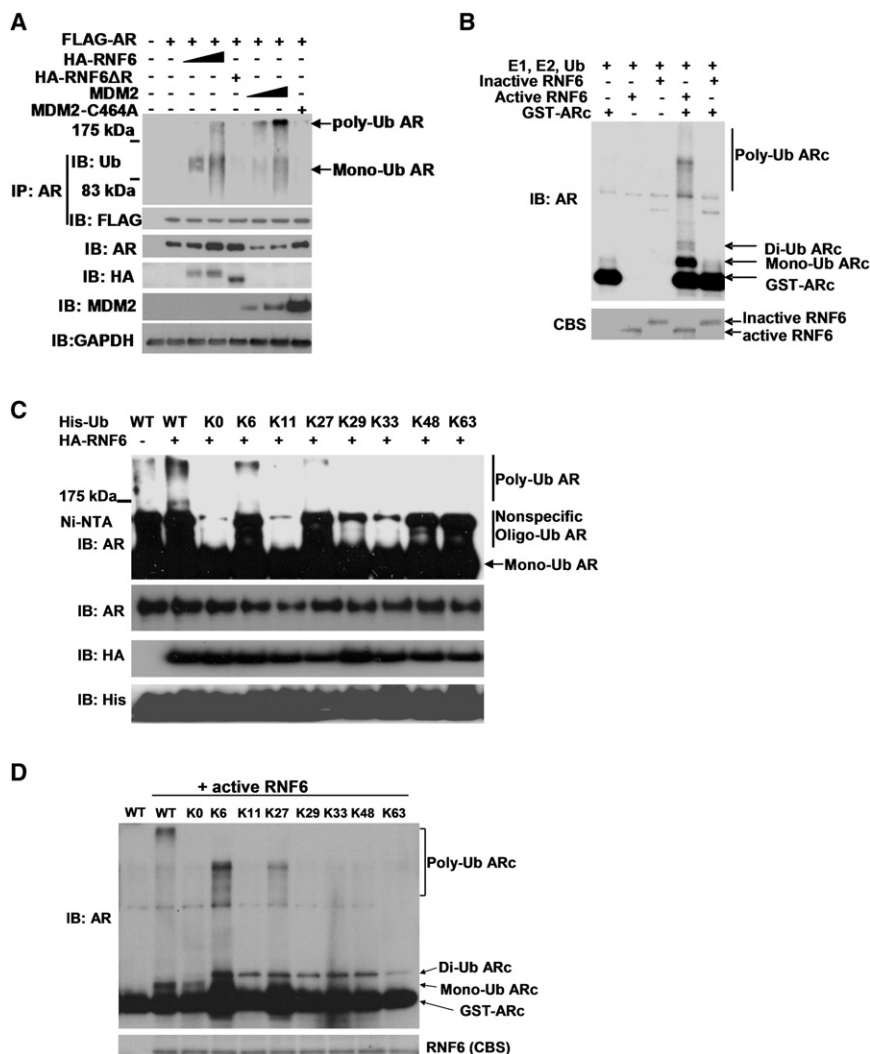 A
FLAG-AR - + + + + + + +
HA-RNF6
HA-RNF6ΔR +
MDM2
MDM2-C464A +
175 kDa
poly-Ub AR
IB: Ub
Mono-Ub AR
IP: AR
83 kDa
IB: FLAG
IB: AR
IB: HA
IB: MDM2
IB:GAPDH
B
E1, E2, Ub + + + + +
Inactive RNF6 - - + - +
Active RNF6 - + - + -
GST-ARc + - - + +
Poly-Ub ARc
IB: AR
Di-Ub ARc
Mono-Ub ARc
GST-ARc
CBS
Inactive RNF6
active RNF6
C
His-Ub WT WT K0 K6 K11 K27 K29 K33 K48 K63
HA-RNF6 - + + + + + + + + +
Poly-Ub AR
175 kDa
Ni-NTA
Nonspecific
Oligo-Ub AR
IB: AR
Mono-Ub AR
IB: AR
IB: HA
IB: His
D
+ active RNF6
WT WT K0 K6 K11 K27 K29 K33 K48 K63
Poly-Ub ARc
IB: AR
Di-Ub ARc
Mono-Ub ARc
GST-ARc
RNF6 (CBS)